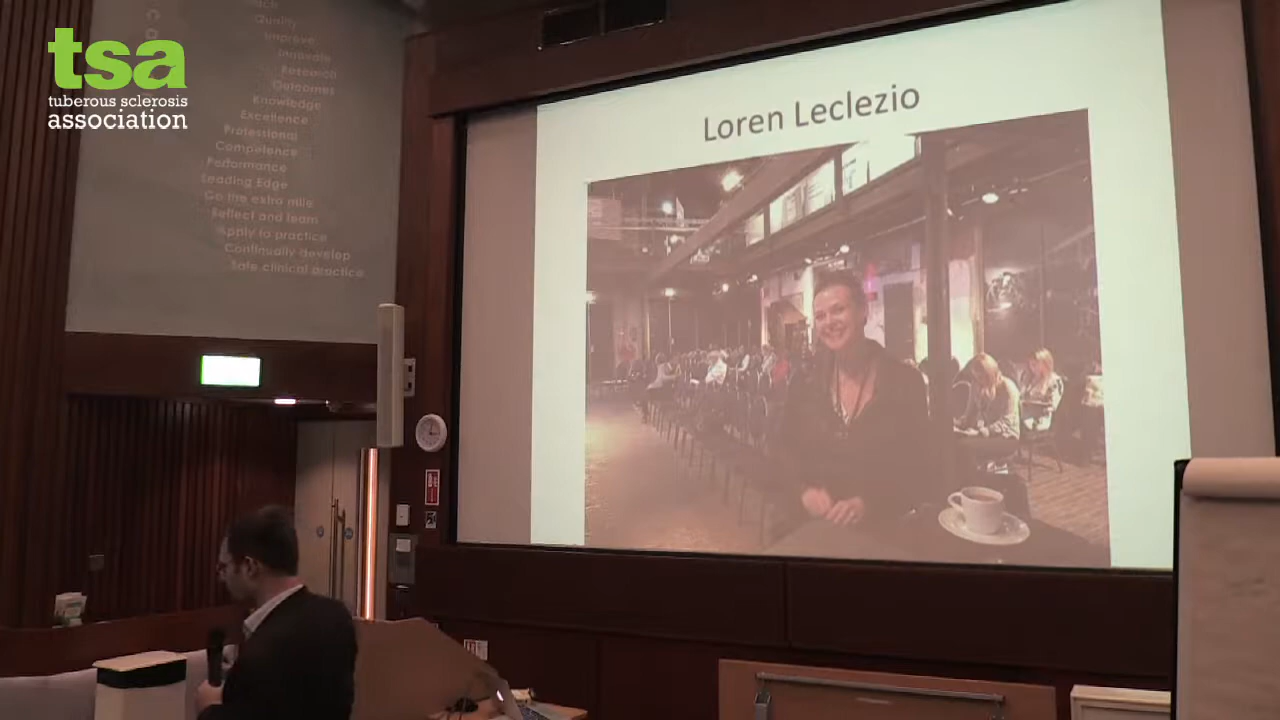 tsa
tuberous sclerosis
association
Quality
Improve
Innovate
Research
Outcomes
Knowledge
Excellence
Professional
Competence
Performance
Leading Edge
Go the extra mile
Reflect and learn
Apply to practice
Continually develop
Safe clinical practice
Loren Leclezio